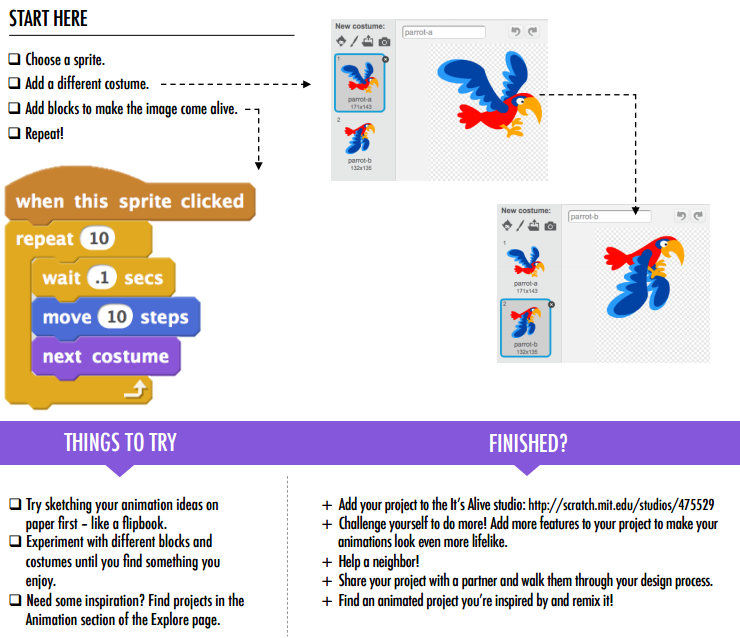 START HERE
❑ Choose a sprite.
❑ Add a different costume.
❑ Add blocks to make the image come alive.
❑ Repeat!
New costume:
parrot-a
1
parrot-a
171x143
2
parrot-b
132x135
when this sprite clicked
repeat 10
wait .1 secs
move 10 steps
next costume
New costume:
parrot-b
1
parrot-a
171x143
2
parrot-b
132x135
THINGS TO TRY
❑ Try sketching your animation ideas on
paper first – like a flipbook.
❑ Experiment with different blocks and
costumes until you find something you
enjoy.
❑ Need some inspiration? Find projects in the
Animation section of the Explore page.
FINISHED?
+ Add your project to the It's Alive studio: http://scratch.mit.edu/studios/475529
+ Challenge yourself to do more! Add more features to your project to make your
animations look even more lifelike.
+ Help a neighbor!
+ Share your project with a partner and walk them through your design process.
+ Find an animated project you're inspired by and remix it!